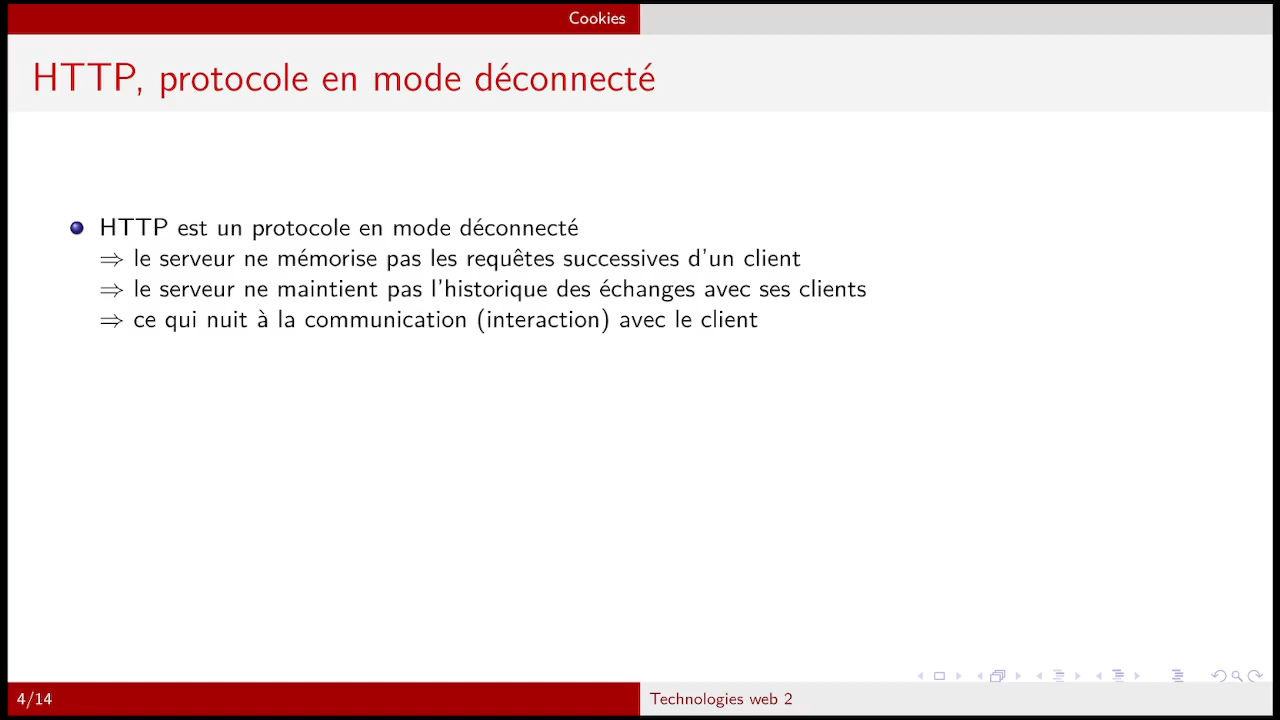 Cookies
HTTP, protocole en mode déconnecté
HTTP est un protocole en mode déconnecté
⇒ le serveur ne mémorise pas les requêtes successives d'un client
⇒ le serveur ne maintient pas l'historique des échanges avec ses clients
⇒ ce qui nuit à la communication (interaction) avec le client
4/14
Technologies web 2